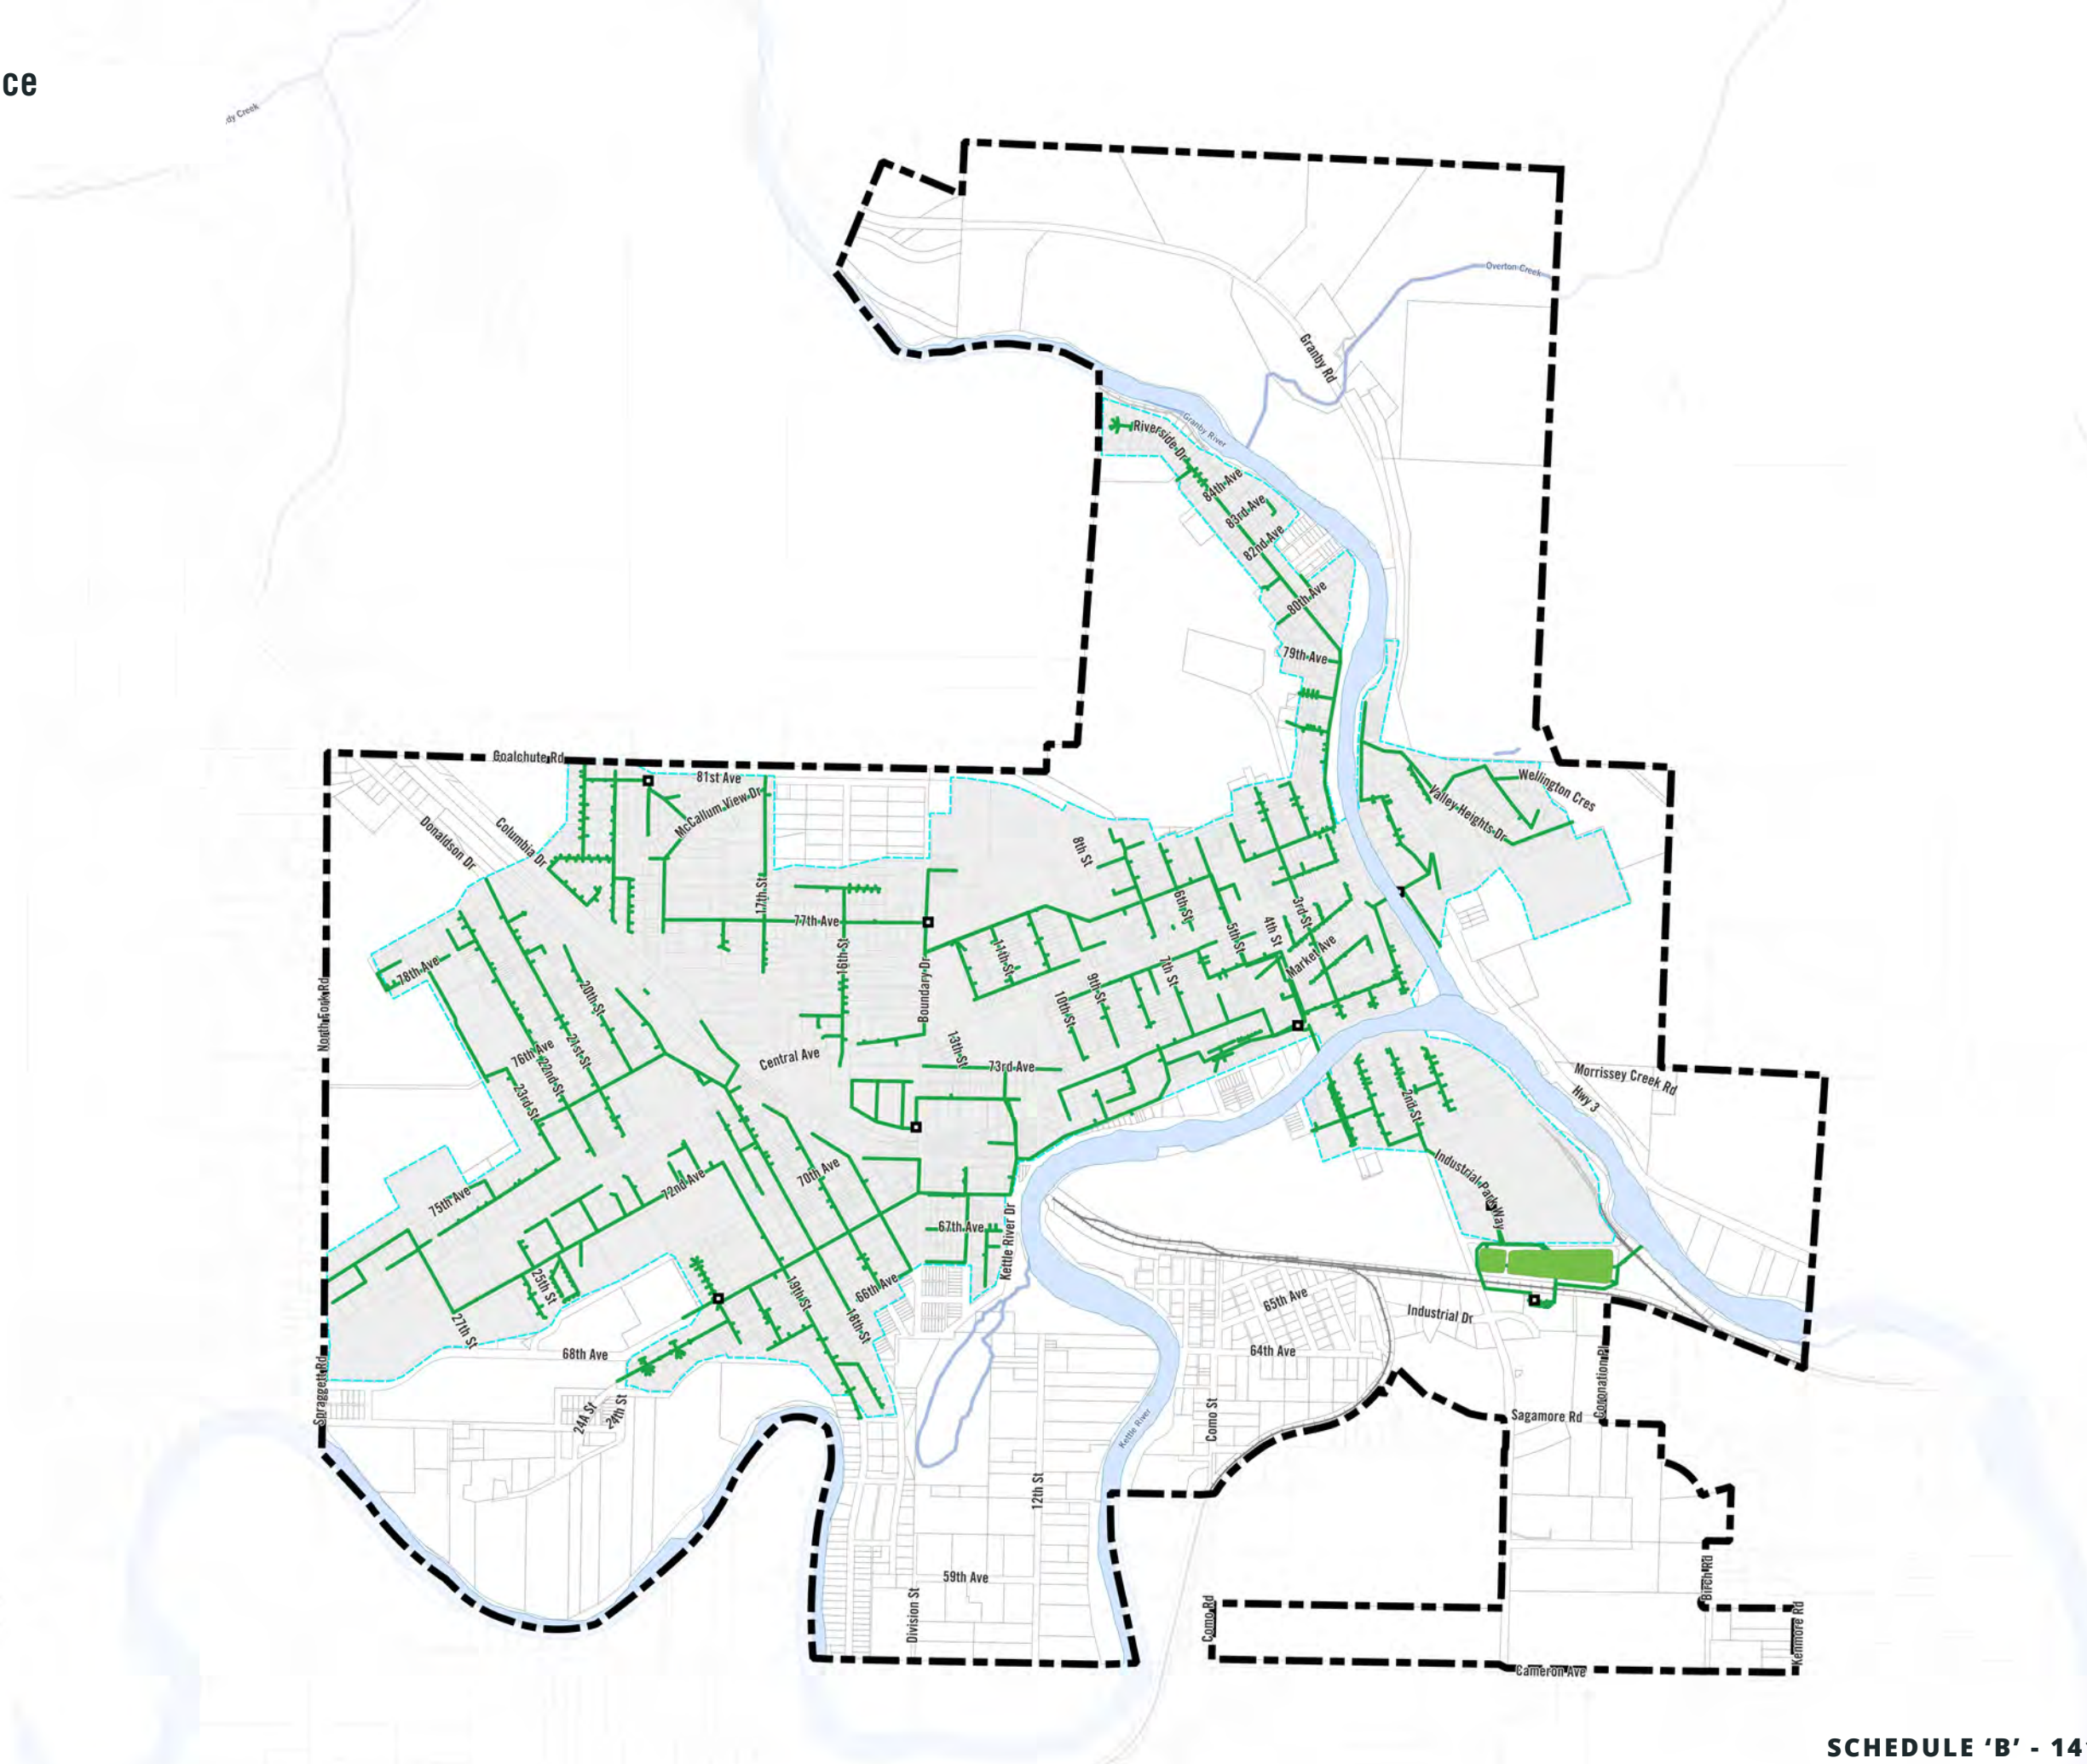 ce
dy Creek
Overton Creek
Granby Rd
Granby River
Riverside Dr
84th Ave
83rd Ave
82nd Ave
80th Ave
79th Ave
Goalchute Rd
81st Ave
McCallum View Dr
Columbia Dr
Donaldson Dr
Wellington Cres
Valley Heights Dr
8th St
17th St
77th Ave
6th St
3rd St
4th St
5th St
Market Ave
16th St
11th St
7th St
78th Ave
Boundary Dr
9th St
10th St
20th St
North Fork Rd
21st St
76th Ave
22nd St
Central Ave
13th St
73rd Ave
23rd St
Morrissey Creek Rd
Hwy 3
2nd St
70th Ave
72nd Ave
75th Ave
Industrial Park Way
67th Ave
Kettle River Dr
66th Ave
19th St
18th St
25th St
27th St
65th Ave
Industrial Dr
64th Ave
68th Ave
Spraggett Rd
24A St
24th St
Coronation Pl
Como St
Sagamore Rd
Kettle River
12th St
59th Ave
Division St
Birch Rd
Como Rd
Kenmore Rd
Cameron Ave
SCHEDULE ‘B’ - 14